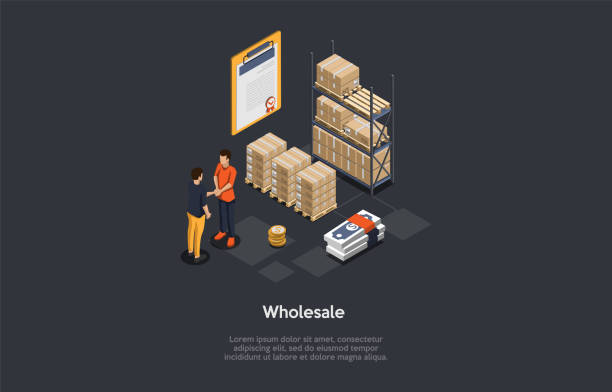 Wholesale
Lorem ipsum dolor sit amet, consectetur
adipiscing elit, sed do eiusmod tempor
incididunt ut labore et dolore magna aliqua.